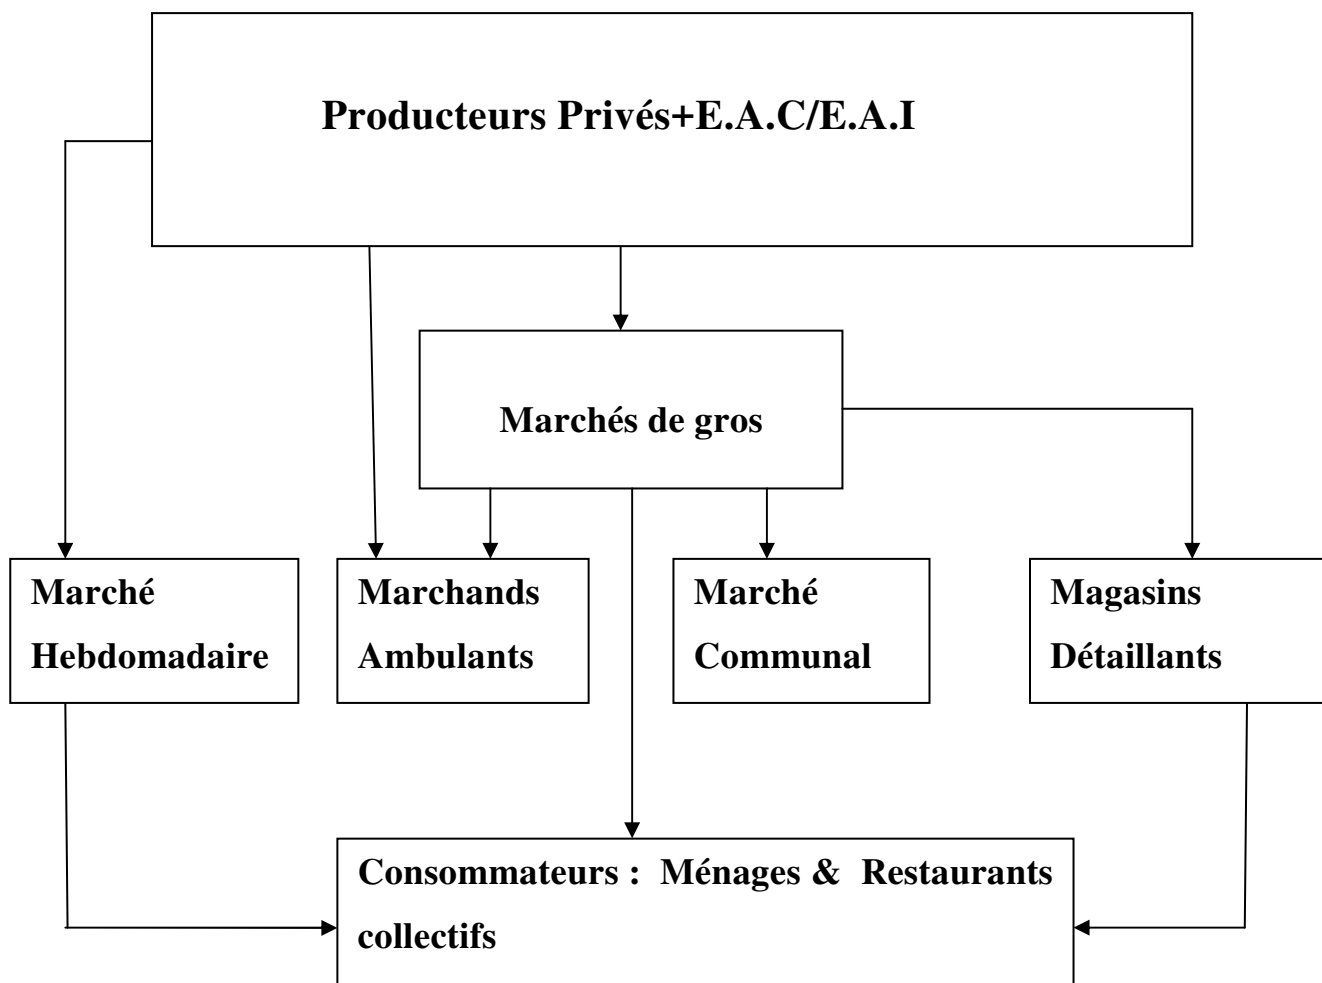 Producteurs Privés+E.A.C/E.A.I
Marchés de gros
Marché
Hebdomadaire
Marchands
Ambulants
Marché
Communal
Magasins
Détaillants
Consommateurs : Ménages & Restaurants
collectifs